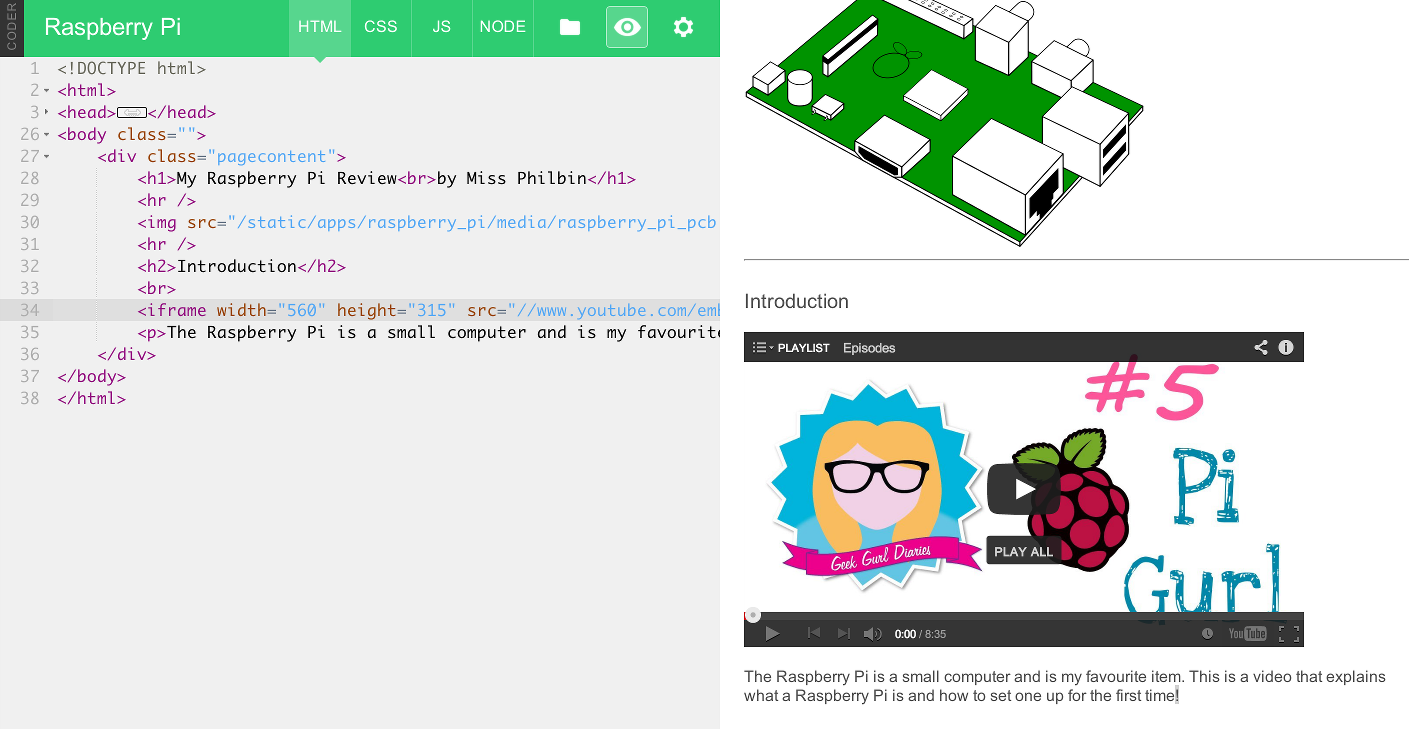 CODER
Raspberry Pi
HTML CSS JS NODE
1 <!DOCTYPE html>
2 <html>
3 <head></head>
26 <body class="">
27 <div class="pagecontent">
28 <h1>My Raspberry Pi Review<br>by Miss Philbin</h1>
29 <hr />
30 <img src="/static/apps/raspberry_pi/media/raspberry_pi_pcb
31 <hr />
32 <h2>Introduction</h2>
33 <br>
34 <iframe width="560" height="315" src="//www.youtube.com/emb
35 <p>The Raspberry Pi is a small computer and is my favourite
36 </div>
37 </body>
38 </html>
Introduction
PLAYLIST Episodes
#5
Pi
Gurl
Geek Gurl Diaries
PLAY ALL
0:00 / 8:35
YouTube
The Raspberry Pi is a small computer and is my favourite item. This is a video that explains
what a Raspberry Pi is and how to set one up for the first time!